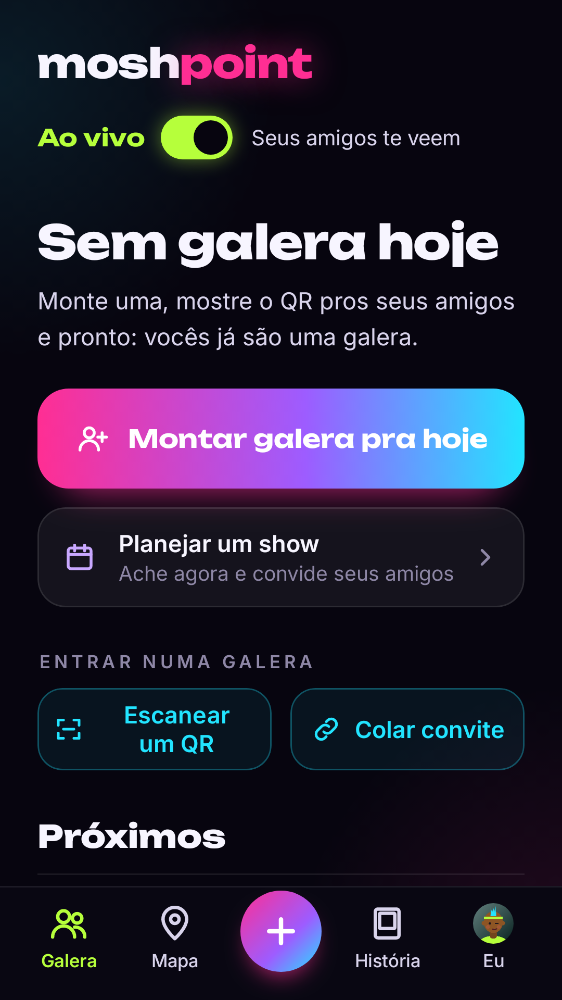 moshpoint
Ao vivo
Seus amigos te veem
Sem galera hoje
Monte uma, mostre o QR pros seus amigos
e pronto: vocês já são uma galera.
Montar galera pra hoje
Planejar um show
Ache agora e convide seus amigos
ENTRAR NUMA GALERA
Escanear
um QR
Colar convite
Próximos
Galera
Mapa
História
Eu